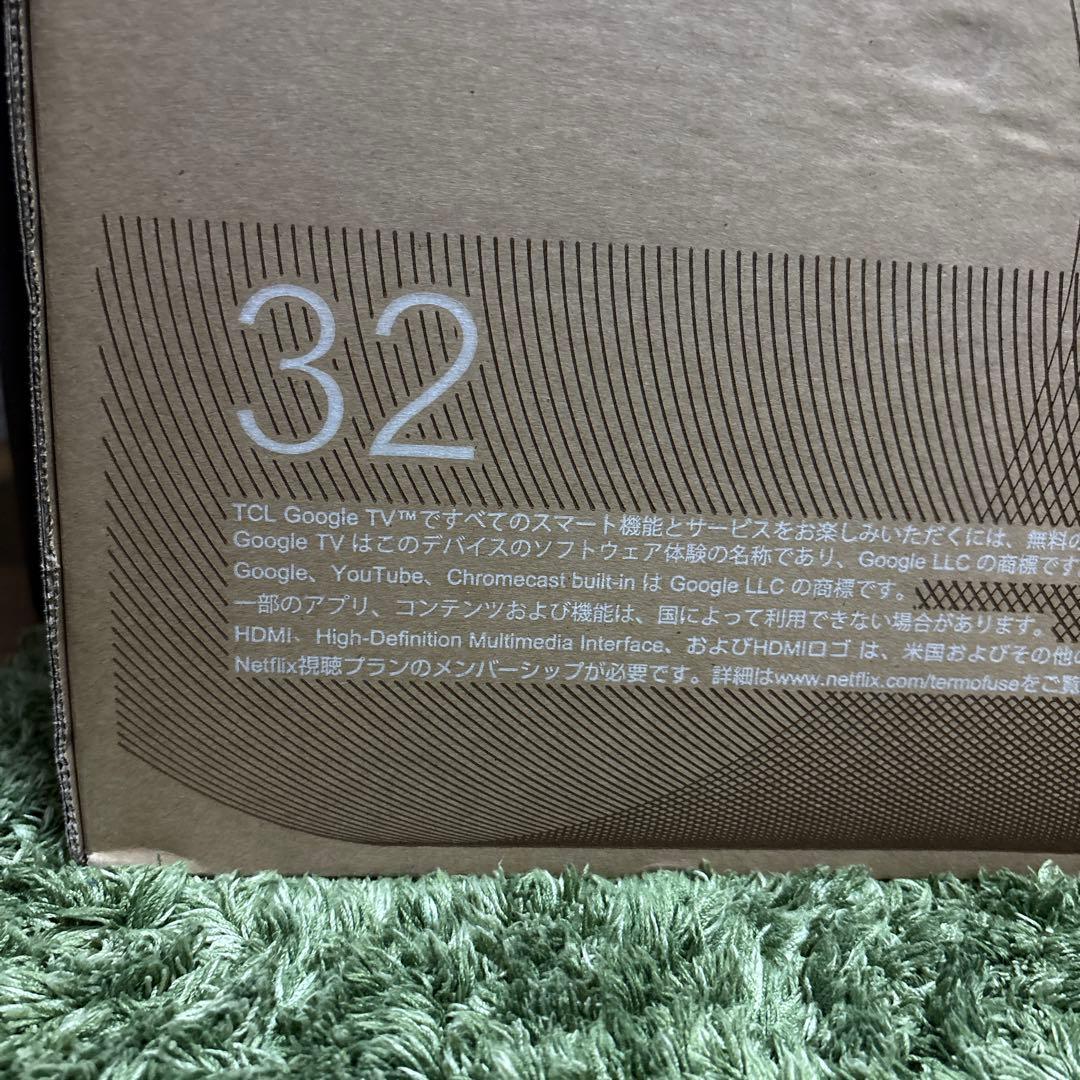 32
TCL Google TV™ですべてのスマート機能とサービスをお楽しみいただくには、無料の
Google TV はこのデバイスのソフトウェア体験の名称であり、Google LLC の商標です
Google、YouTube、Chromecast built-in は Google LLC の商標です。
一部のアプリ、コンテンツおよび機能は、国によって利用できない場合があります。
HDMI、High-Definition Multimedia Interface、およびHDMIロゴ は、米国およびその他の
Netflix視聴プランのメンバーシップが必要です。詳細はwww.netflix.com/termofuseをご覧